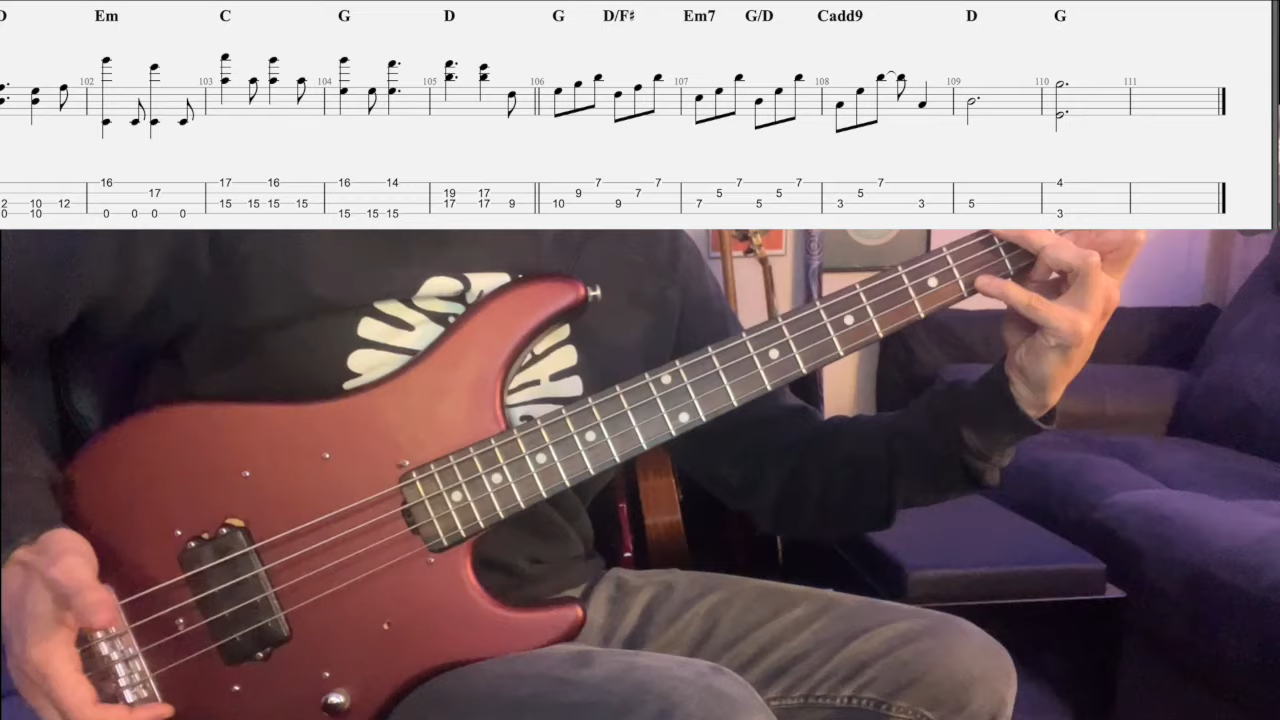 D Em C G D G D/F♯ Em7 G/D Cadd9 D G
102 103 104 105 106 107 108 109 110 111
16 17 16 16 14 7 7 7 7 7 4
17 19 17 9 7 5 5 5
2 10 12 15 15 15 15 17 17 9 10 9 7 5 3 3 5
0 10 0 0 0 0 15 15 15 3